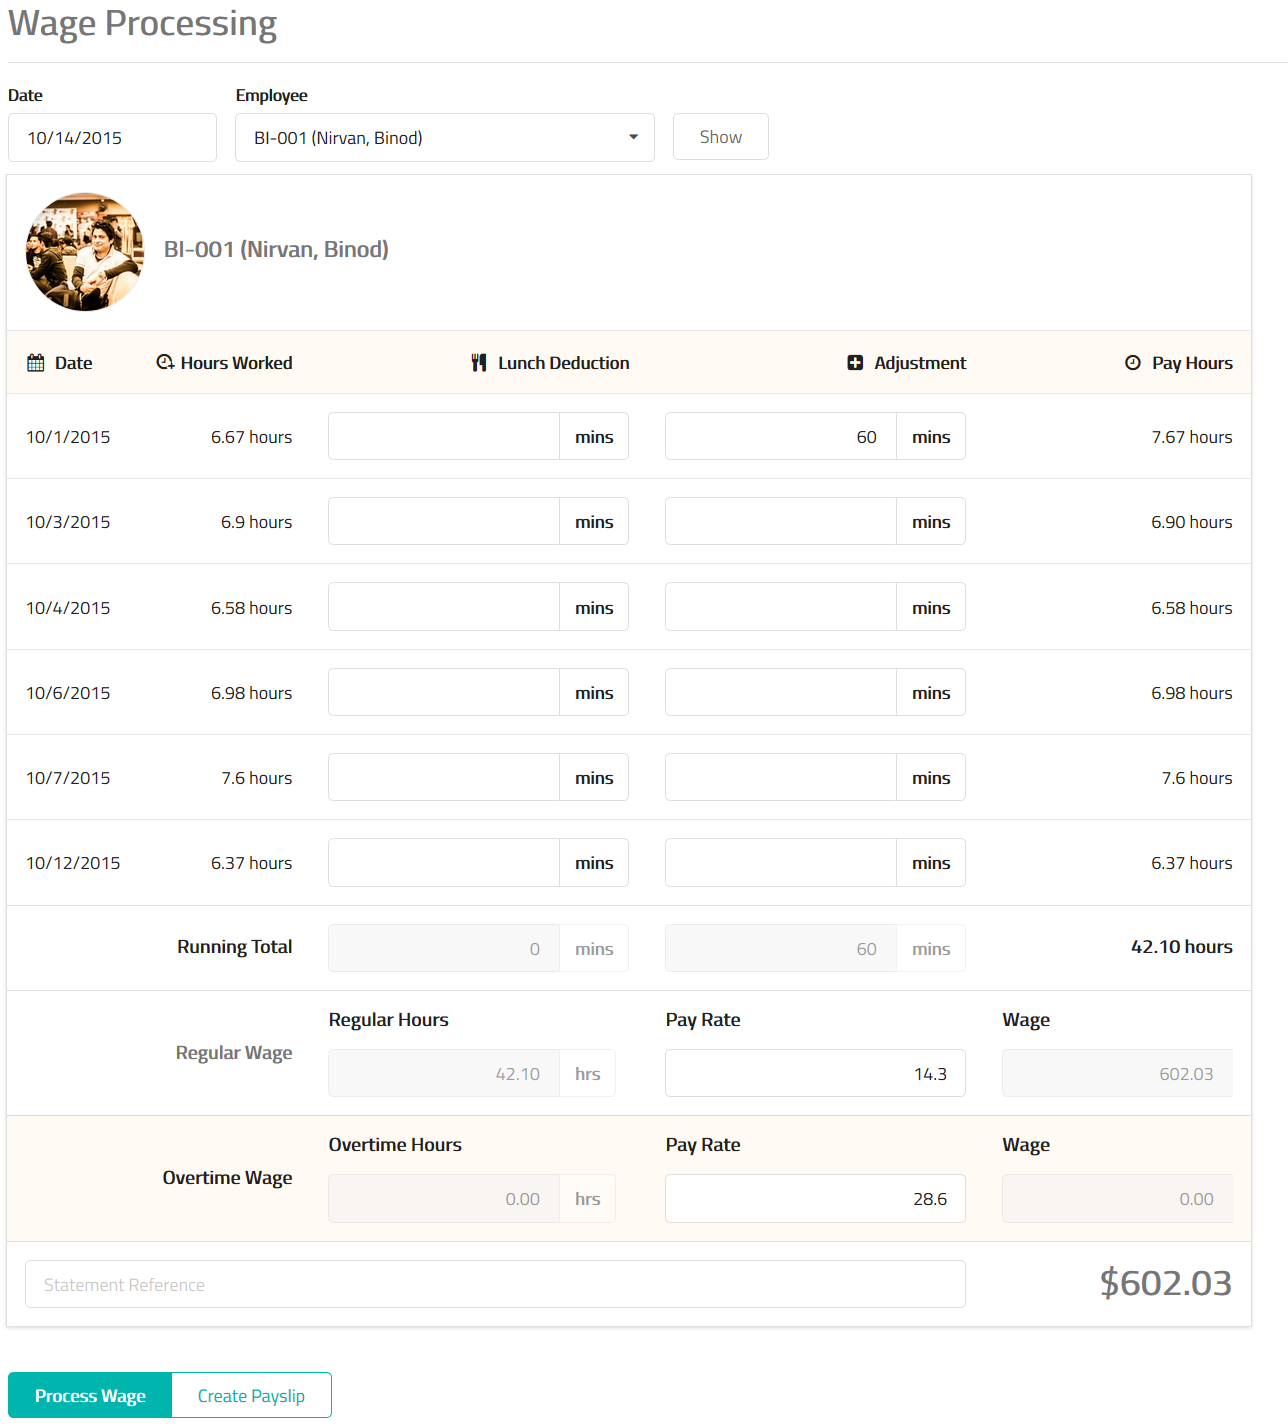 Wage Processing
Date Employee
10/14/2015 BI-001 (Nirvan, Binod) Show
BI-001 (Nirvan, Binod)
Date Hours Worked Lunch Deduction Adjustment Pay Hours
10/1/2015 6.67 hours mins 60 mins 7.67 hours
10/3/2015 6.9 hours mins mins 6.90 hours
10/4/2015 6.58 hours mins mins 6.58 hours
10/6/2015 6.98 hours mins mins 6.98 hours
10/7/2015 7.6 hours mins mins 7.6 hours
10/12/2015 6.37 hours mins mins 6.37 hours
Running Total 0 mins 60 mins 42.10 hours
Regular Hours Pay Rate Wage
Regular Wage 42.10 hrs 14.3 602.03
Overtime Hours Pay Rate Wage
Overtime Wage 0.00 hrs 28.6 0.00
Statement Reference $602.03
Process Wage Create Payslip